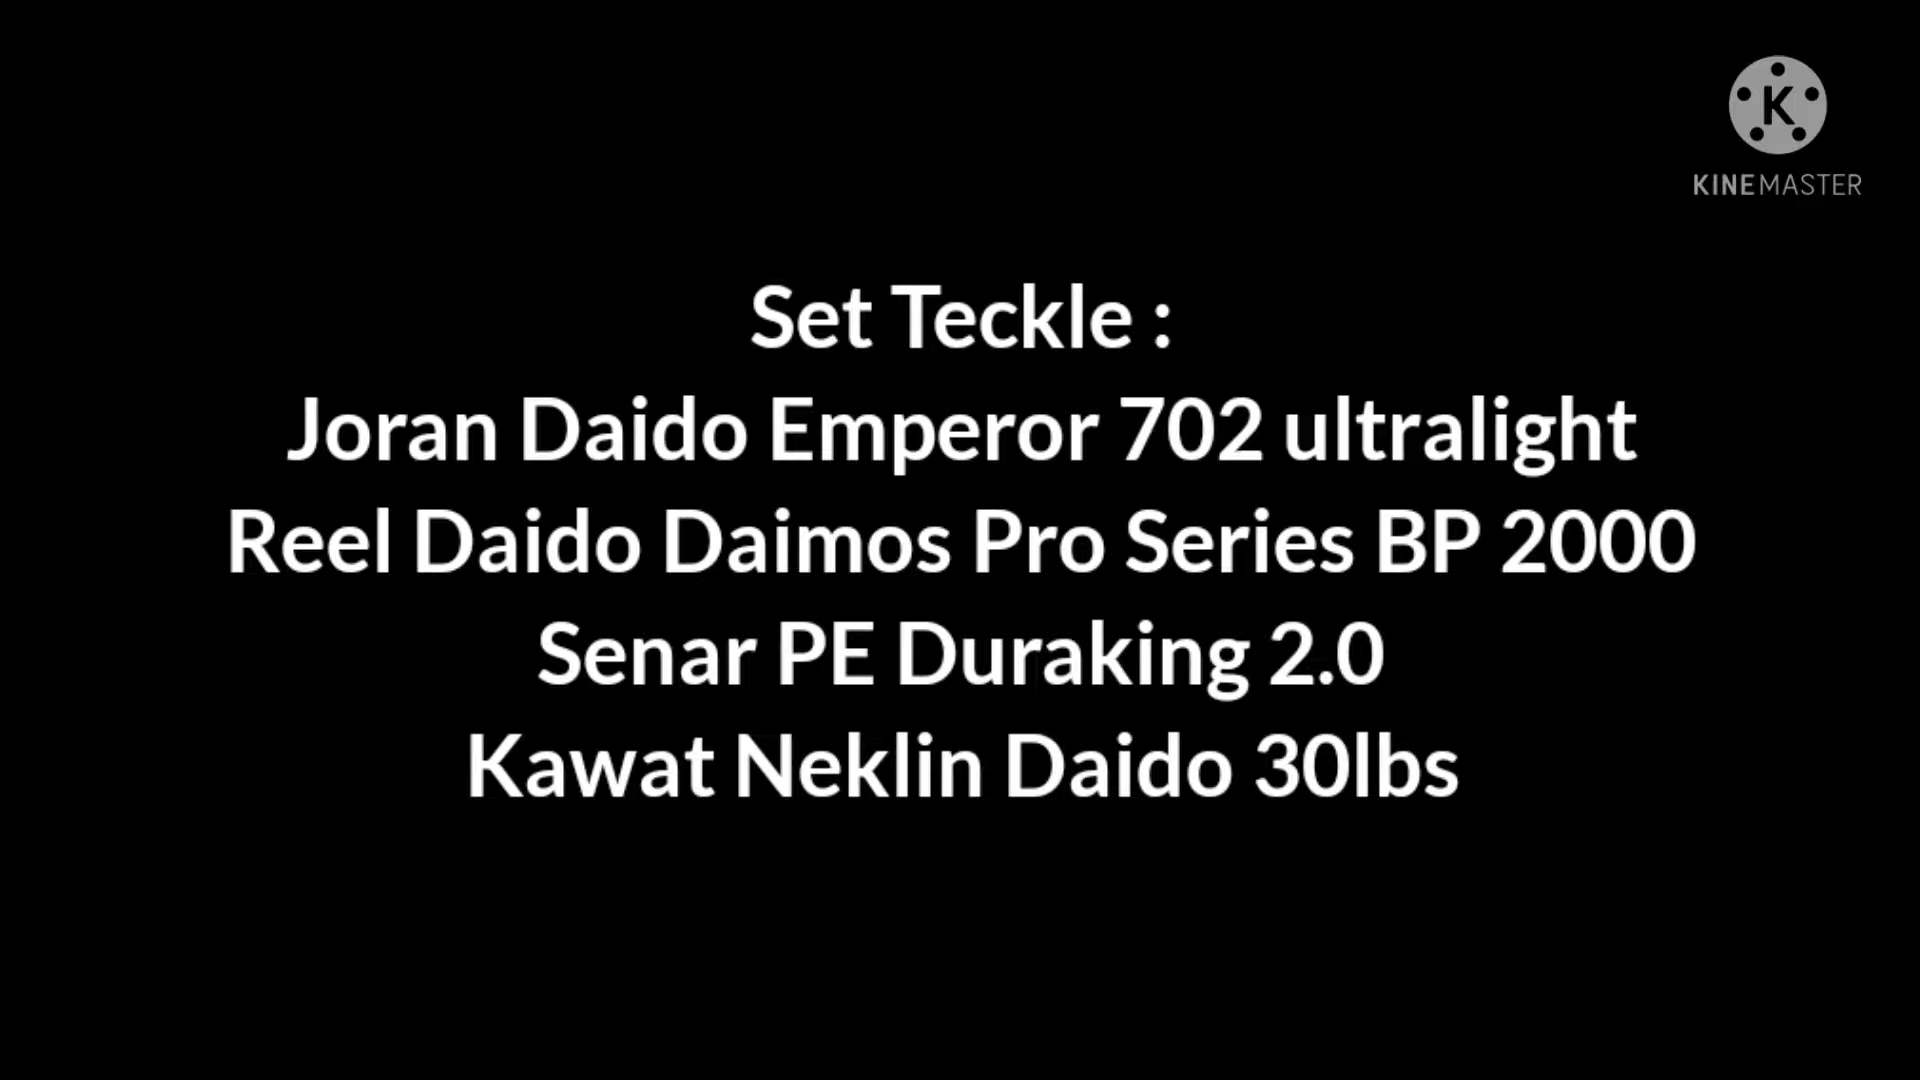 K
KINEMASTER
Set Teckle :
Joran Daido Emperor 702 ultralight
Reel Daido Daimos Pro Series BP 2000
Senar PE Duraking 2.0
Kawat Neklin Daido 30lbs